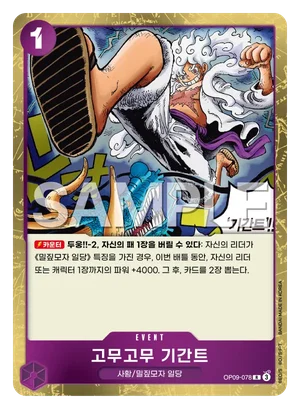 1
SAMPLE
"기간트"!!
카운터 두웅!!-2, 자신의 패 1장을 버릴 수 있다: 자신의 리더가
《밀짚모자 일당》 특징을 가진 경우, 이번 배틀 동안, 자신의 리더
또는 캐릭터 1장까지의 파워 +4000. 그 후, 카드를 2장 뽑는다.
EVENT
고무고무 기간트
사황/밀짚모자 일당
OP09-078 R 3